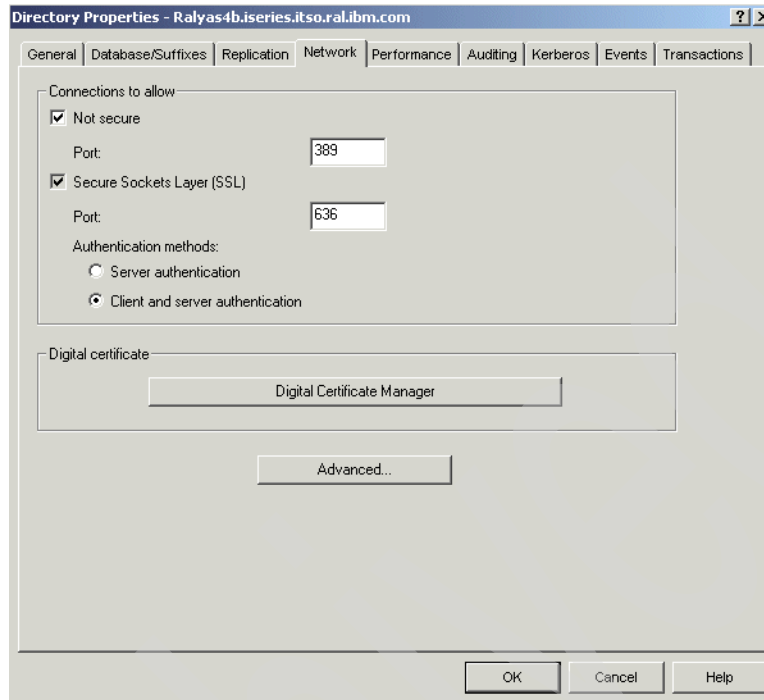 Directory Properties - Ralyas4b.iseries.itso.ral.ibm.com ? X
General Database/Suffixes Replication Network Performance Auditing Kerberos Events Transactions
Connections to allow
Not secure
Port: 389
Secure Sockets Layer (SSL)
Port: 636
Authentication methods:
Server authentication
Client and server authentication
Digital certificate
Digital Certificate Manager
Advanced...
OK Cancel Help